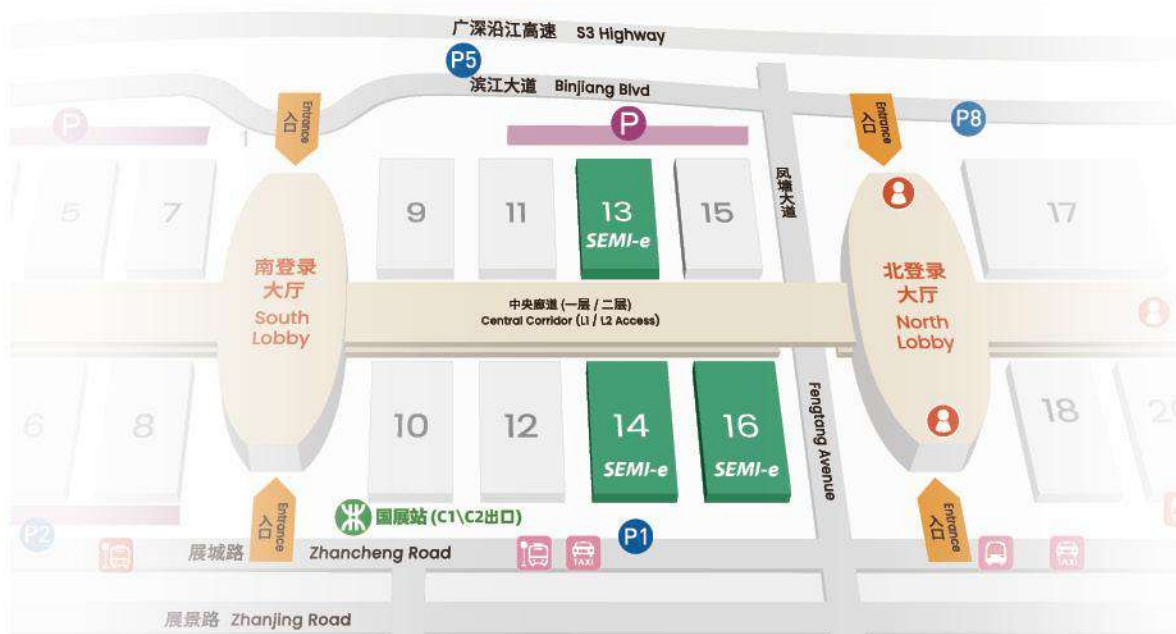 广深沿江高速 S3 Highway
P5
滨江大道 Binjiang Blvd
P8
Entrance
入口
Entrance
入口
P
P
凤塘大道
5
7
9
11
13
SEMI-e
15
17
南登录
大厅
South
Lobby
中央廊道 (一层 / 二层)
Central Corridor (L1 / L2 Access)
北登录
大厅
North
Lobby
6
8
10
12
14
SEMI-e
16
SEMI-e
18
Fengtang Avenue
Entrance
入口
Entrance
入口
国展站 (C1\C2出口)
P2
P1
展城路 Zhancheng Road
TAXI
TAXI
展景路 Zhanjing Road